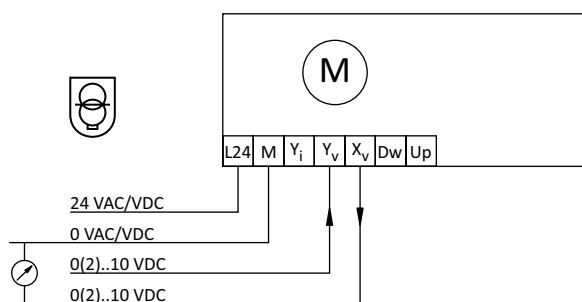 M
L24 M Yi Yv Xv Dw Up
24 VAC/VDC
0 VAC/VDC
0(2)..10 VDC
0(2)..10 VDC